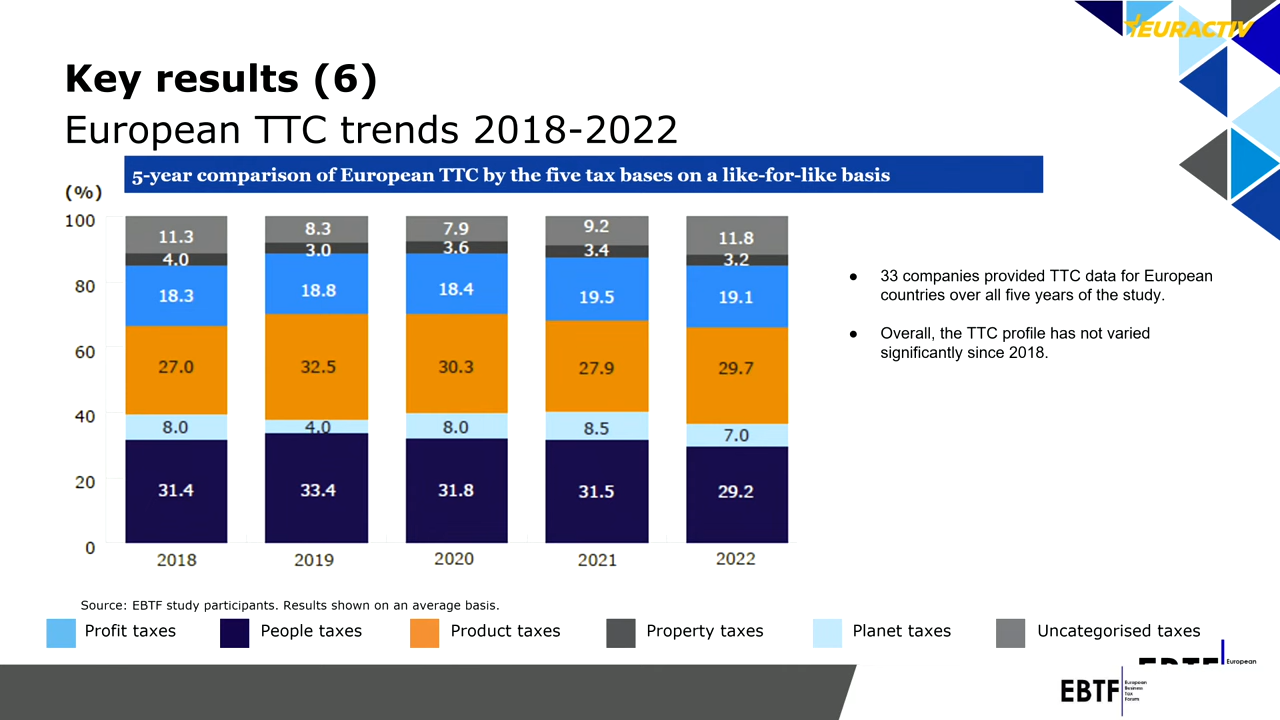 EURACTIV
Key results (6)
European TTC trends 2018-2022
5-year comparison of European TTC by the five tax bases on a like-for-like basis
(%)
100
80
60
40
20
0
11.3
4.0
18.3
27.0
8.0
31.4
2018
8.3
3.0
18.8
32.5
4.0
33.4
2019
7.9
3.6
18.4
30.3
8.0
31.8
2020
9.2
3.4
19.5
27.9
8.5
31.5
2021
11.8
3.2
19.1
29.7
7.0
29.2
2022
● 33 companies provided TTC data for European
countries over all five years of the study.
● Overall, the TTC profile has not varied
significantly since 2018.
Source: EBTF study participants. Results shown on an average basis.
Profit taxes
People taxes
Product taxes
Property taxes
Planet taxes
Uncategorised taxes
EBTF
European
EBTF
European
Business
Tax
Forum